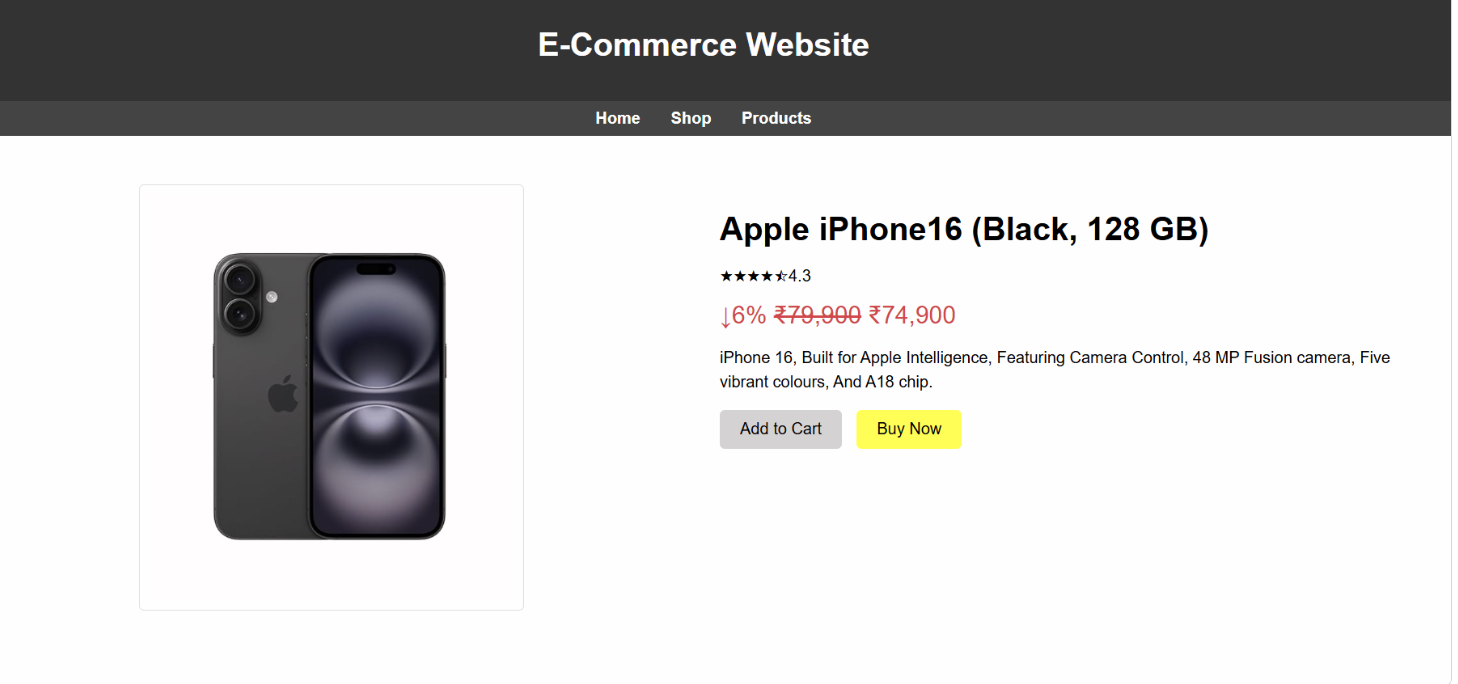 E-Commerce Website
Home Shop Products
Apple iPhone16 (Black, 128 GB)
★★★★⯪4.3
↓6% ₹79,900 ₹74,900
iPhone 16, Built for Apple Intelligence, Featuring Camera Control, 48 MP Fusion camera, Five
vibrant colours, And A18 chip.
Add to Cart Buy Now